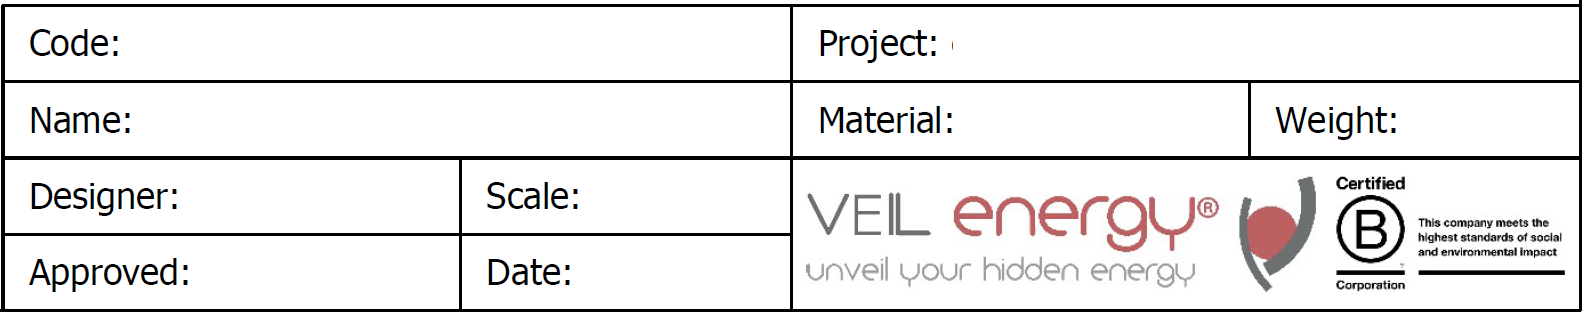 Code:
Project:
Name:
Material:
Weight:
Designer:
Scale:
Approved:
Date:
VEIL energy®
unveil your hidden energy
Certified
B
Corporation
This company meets the
highest standards of social
and environmental impact